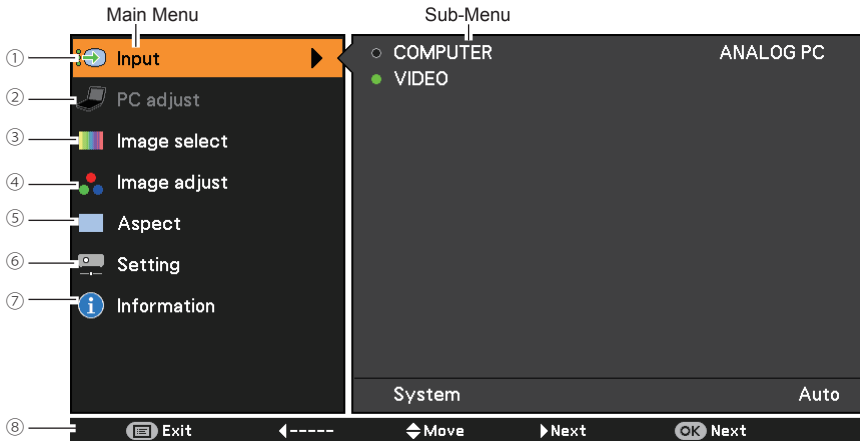 Main Menu Sub-Menu
① Input COMPUTER ANALOG PC
② PC adjust VIDEO
③ Image select
④ Image adjust
⑤ Aspect
⑥ Setting
⑦ Information
System Auto
⑧ Exit ----- Move Next OK Next